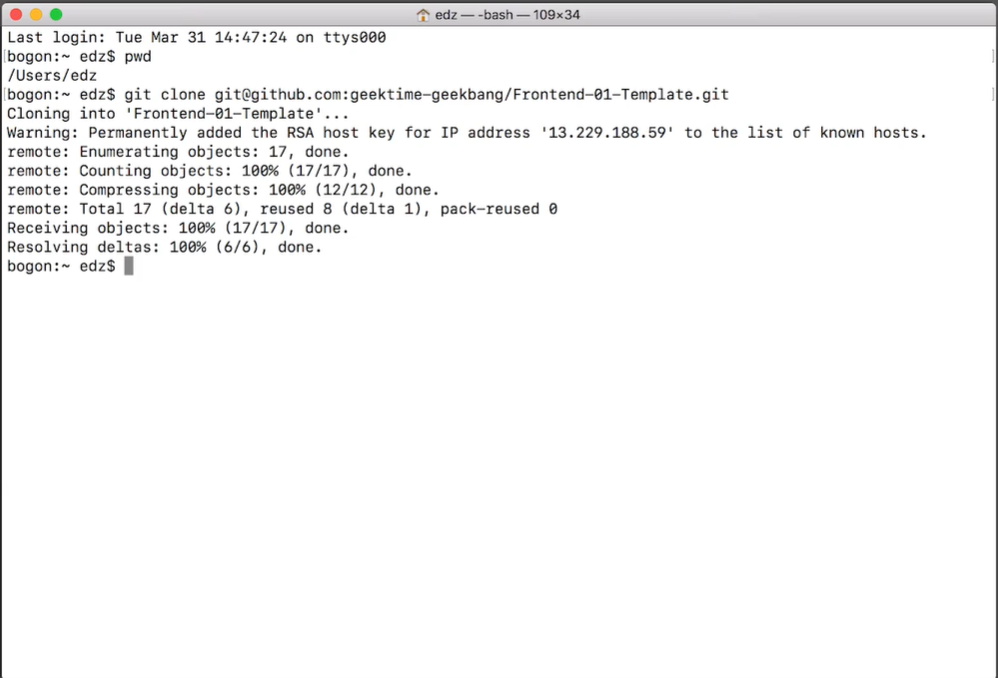 edz — -bash — 109×34
Last login: Tue Mar 31 14:47:24 on ttys000
[bogon:~ edz$ pwd
/Users/edz
[bogon:~ edz$ git clone git@github.com:geektime-geekbang/Frontend-01-Template.git
Cloning into 'Frontend-01-Template'...
Warning: Permanently added the RSA host key for IP address '13.229.188.59' to the list of known hosts.
remote: Enumerating objects: 17, done.
remote: Counting objects: 100% (17/17), done.
remote: Compressing objects: 100% (12/12), done.
remote: Total 17 (delta 6), reused 8 (delta 1), pack-reused 0
Receiving objects: 100% (17/17), done.
Resolving deltas: 100% (6/6), done.
bogon:~ edz$